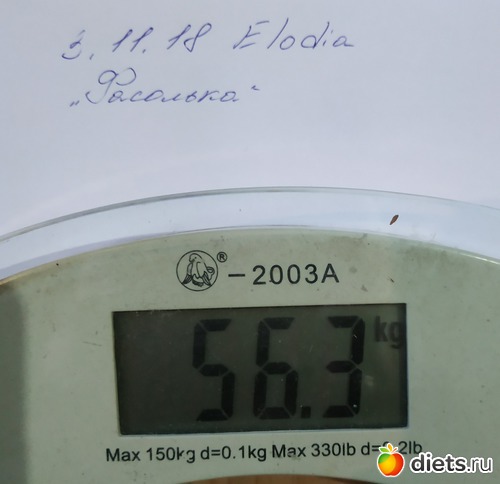 3.11.18 Elodia
„Фасолька“
® -2003A
56.3 kg
Max 150kg d=0.1kg Max 330lb d=0.2lb
diets.ru